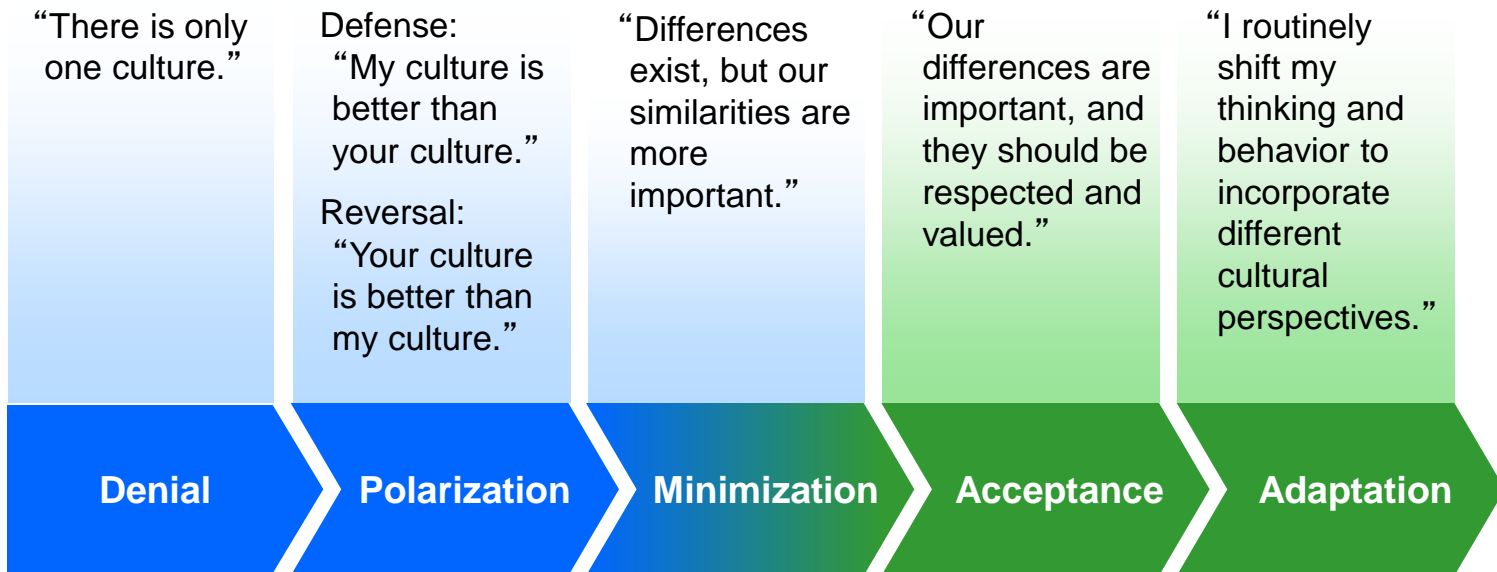 “There is only
one culture.”
Defense:
“My culture is
better than
your culture.”
Reversal:
“Your culture
is better than
my culture.”
“Differences
exist, but our
similarities are
more
important.”
“Our
differences are
important, and
they should be
respected and
valued.”
“I routinely
shift my
thinking and
behavior to
incorporate
different
cultural
perspectives.”
Denial
Polarization
Minimization
Acceptance
Adaptation